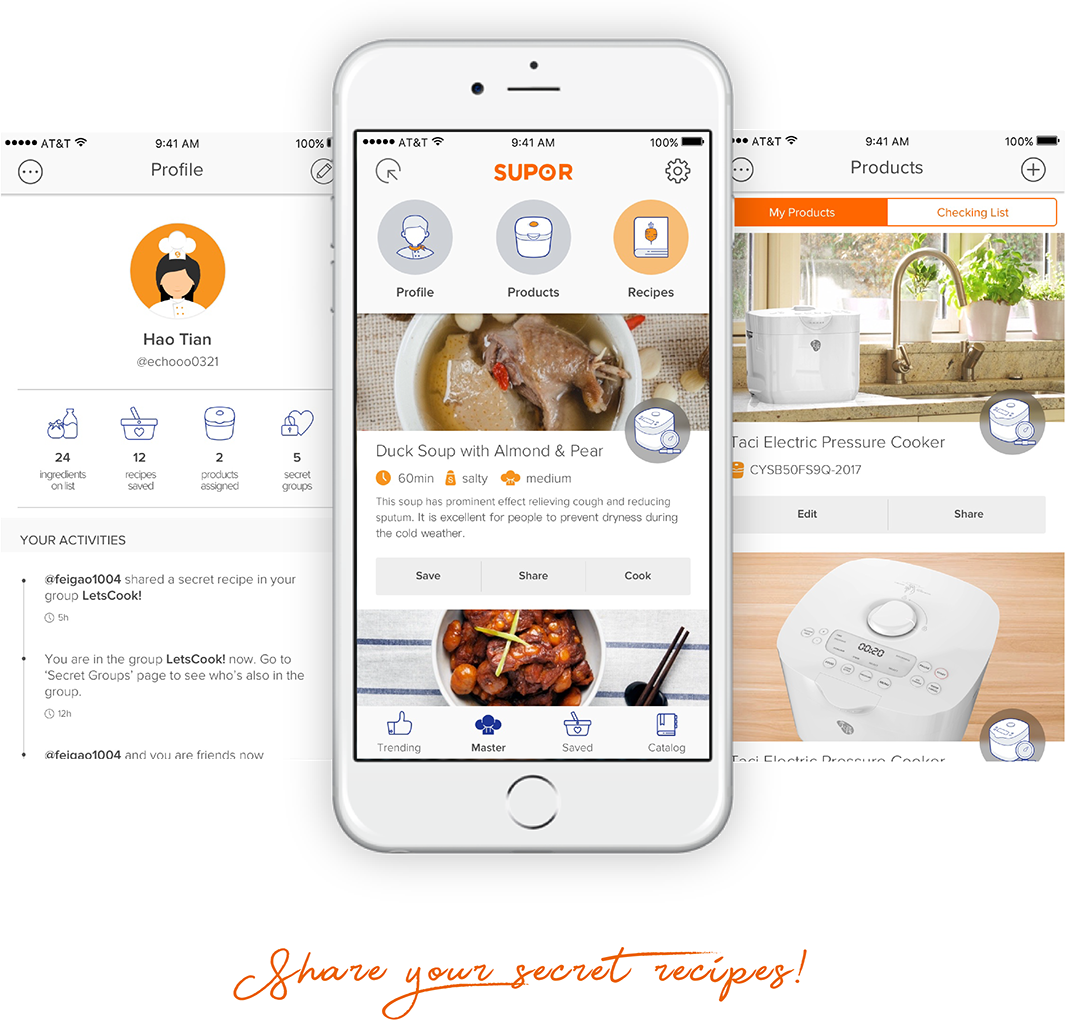 AT&T
9:41 AM
100%
Profile
Hao Tian
@echooo0321
24
ingredients
on list
12
recipes
saved
2
products
assigned
5
secret
groups
YOUR ACTIVITIES
@feigao1004 shared a secret recipe in your
group LetsCook!
5h
You are in the group LetsCook! now. Go to
‘Secret Groups’ page to see who’s also in the
group.
12h
@feigao1004 and you are friends now
AT&T
9:41 AM
100%
SUPOR
Profile
Products
Recipes
Duck Soup with Almond & Pear
60min
salty
medium
This soup has prominent effect relieving cough and reducing
sputum. It is excellent for people to prevent dryness during
the cold weather.
Save
Share
Cook
Trending
Master
Saved
Catalog
AT&T
9:41 AM
100%
Products
My Products
Checking List
Taci Electric Pressure Cooker
CYSB50FS9Q-2017
Edit
Share
00:20
Taci Electric Pressure Cooker
Share your secret recipes!